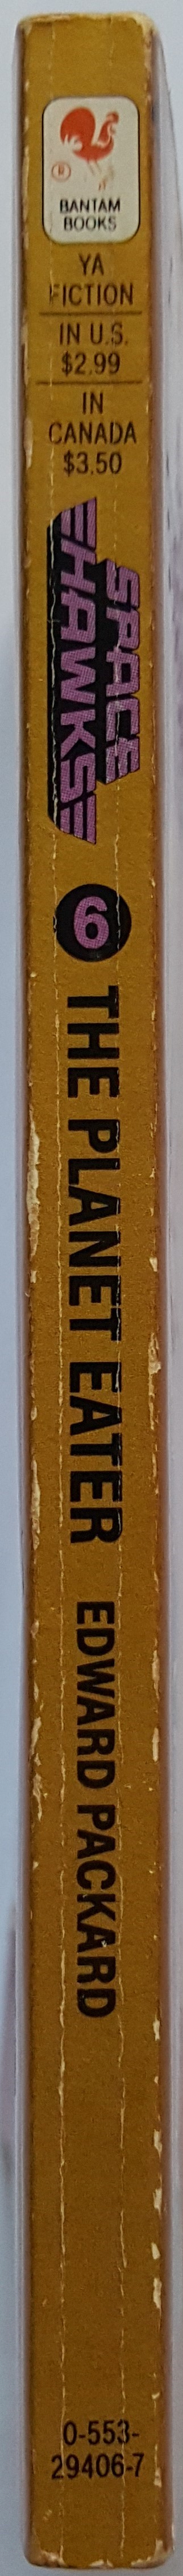 ®
BANTAM
BOOKS
YA
FICTION
IN U.S.
$2.99
IN
CANADA
$3.50
SPACE
HAWKS
6
THE PLANET EATER
EDWARD PACKARD
0-553-
29406-7